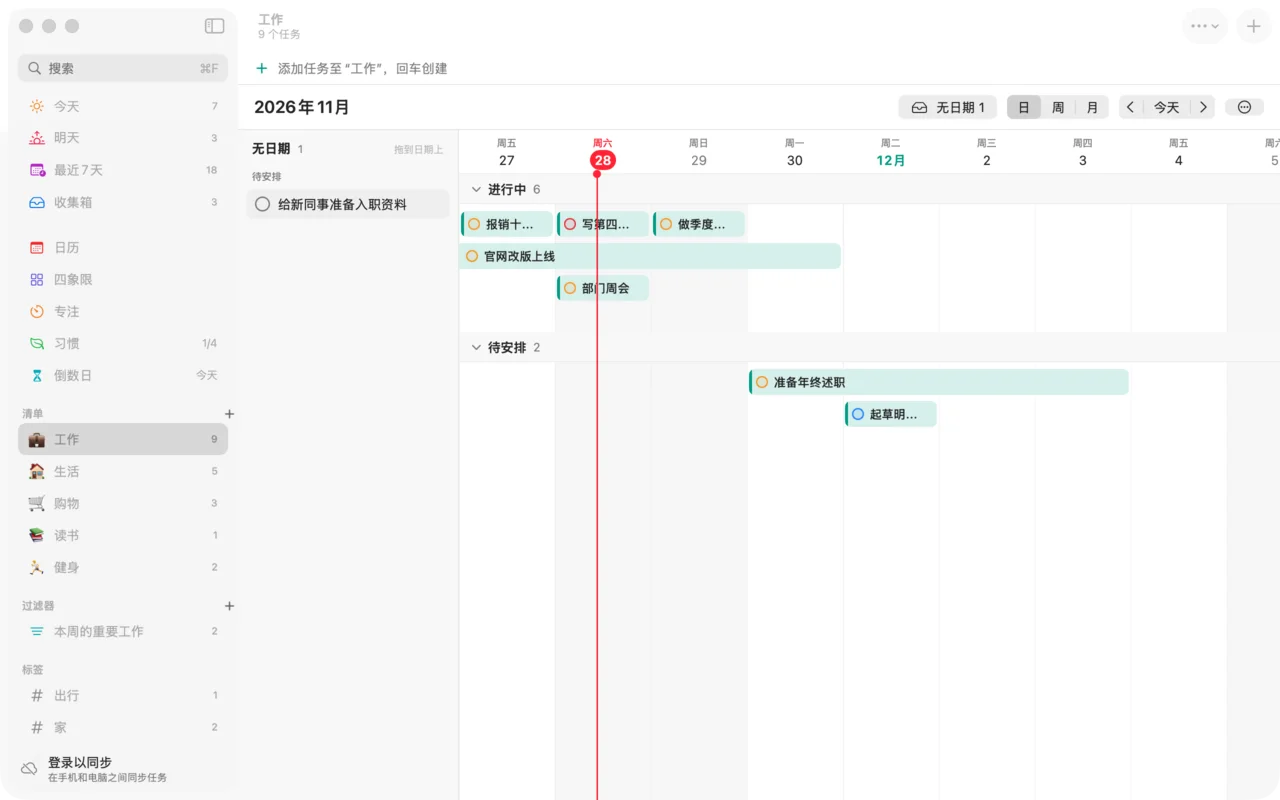 搜索 ⌘F
今天 7
明天 3
最近7天 18
收集箱 3
日历
四象限
专注
习惯 1/4
倒数日 今天
清单
工作 9
生活 5
购物 3
读书 1
健身 2
过滤器
本周的重要工作 2
标签
# 出行 1
# 家 2
登录以同步
在手机和电脑之间同步任务
工作
9 个任务
添加任务至“工作”，回车创建
2026年11月
无日期 1
日 周 月
今天
无日期 1 拖到日期上
待安排
给新同事准备入职资料
周五 周六 周日 周一 周二 周三 周四 周五 周六
27 28 29 30 12月 2 3 4 5
进行中 6
报销十... 写第四... 做季度...
官网改版上线
部门周会
待安排 2
准备年终述职
起草明...